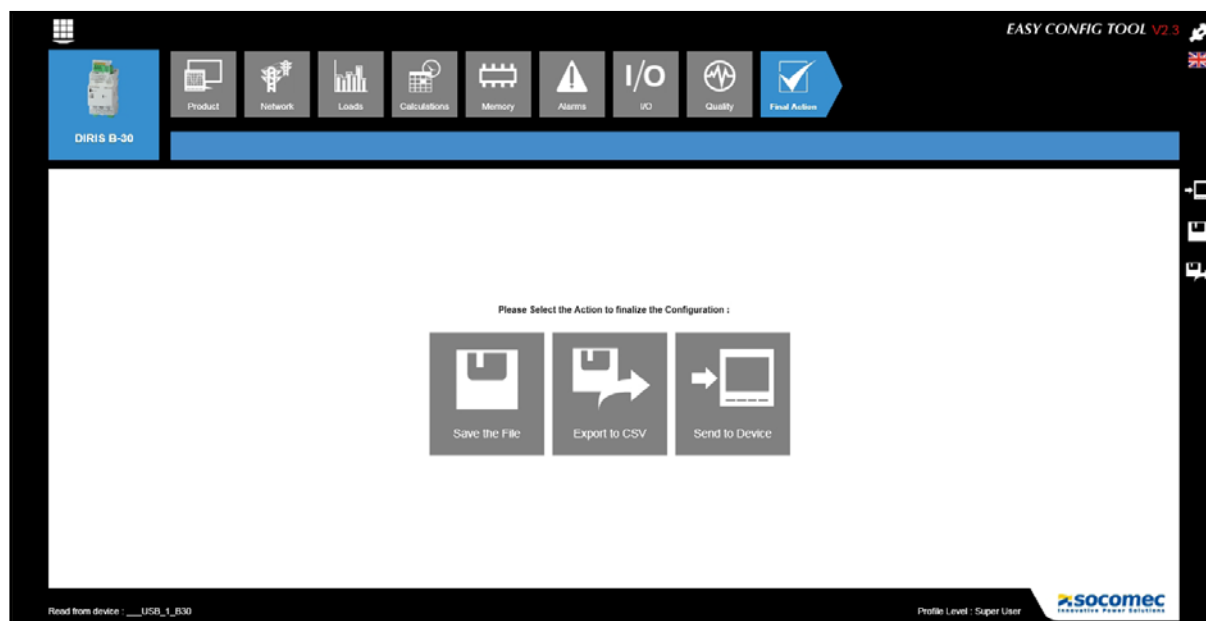 EASY CONFIG TOOL V2.3
Product
Network
Loads
Calculations
Memory
Alarms
I/O
I/O
Quality
Final Action
DIRIS B-30
Please Select the Action to finalize the Configuration :
Save the File
Export to CSV
Send to Device
Read from device : ___USB_1_B30
Profile Level : Super User
socomec
Innovative Power Solutions